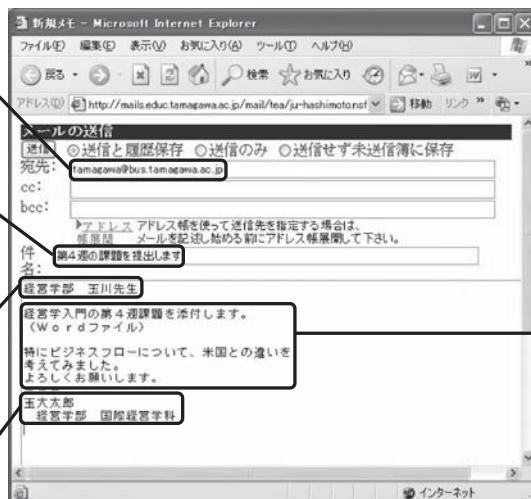 新規メモ - Microsoft Internet Explorer
ファイル(F) 編集(E) 表示(V) お気に入り(A) ツール(T) ヘルプ(H)
戻る 検索 お気に入り
アドレス(D) http://mails.educ.tamagawa.ac.jp/mail/tea/ju-hashimoto.nsf 移動 リンク »
メールの送信
送信 ◎送信と履歴保存 ○送信のみ ○送信せず未送信簿に保存
宛先: tamagawa@bus.tamagawa.ac.jp
cc:
bcc:
▶アドレス帳展開 アドレス帳を使って送信先を指定する場合は、
メールを記述し始める前にアドレス帳展開して下さい。
件名: 第4週の課題を提出します
経営学部 玉川先生
経営学入門の第4週課題を添付します。
(Wordファイル)
特にビジネスフローについて、米国との違いを
考えてみました。
よろしくお願いします。
玉大太郎
経営学部 国際経営学科
インターネット